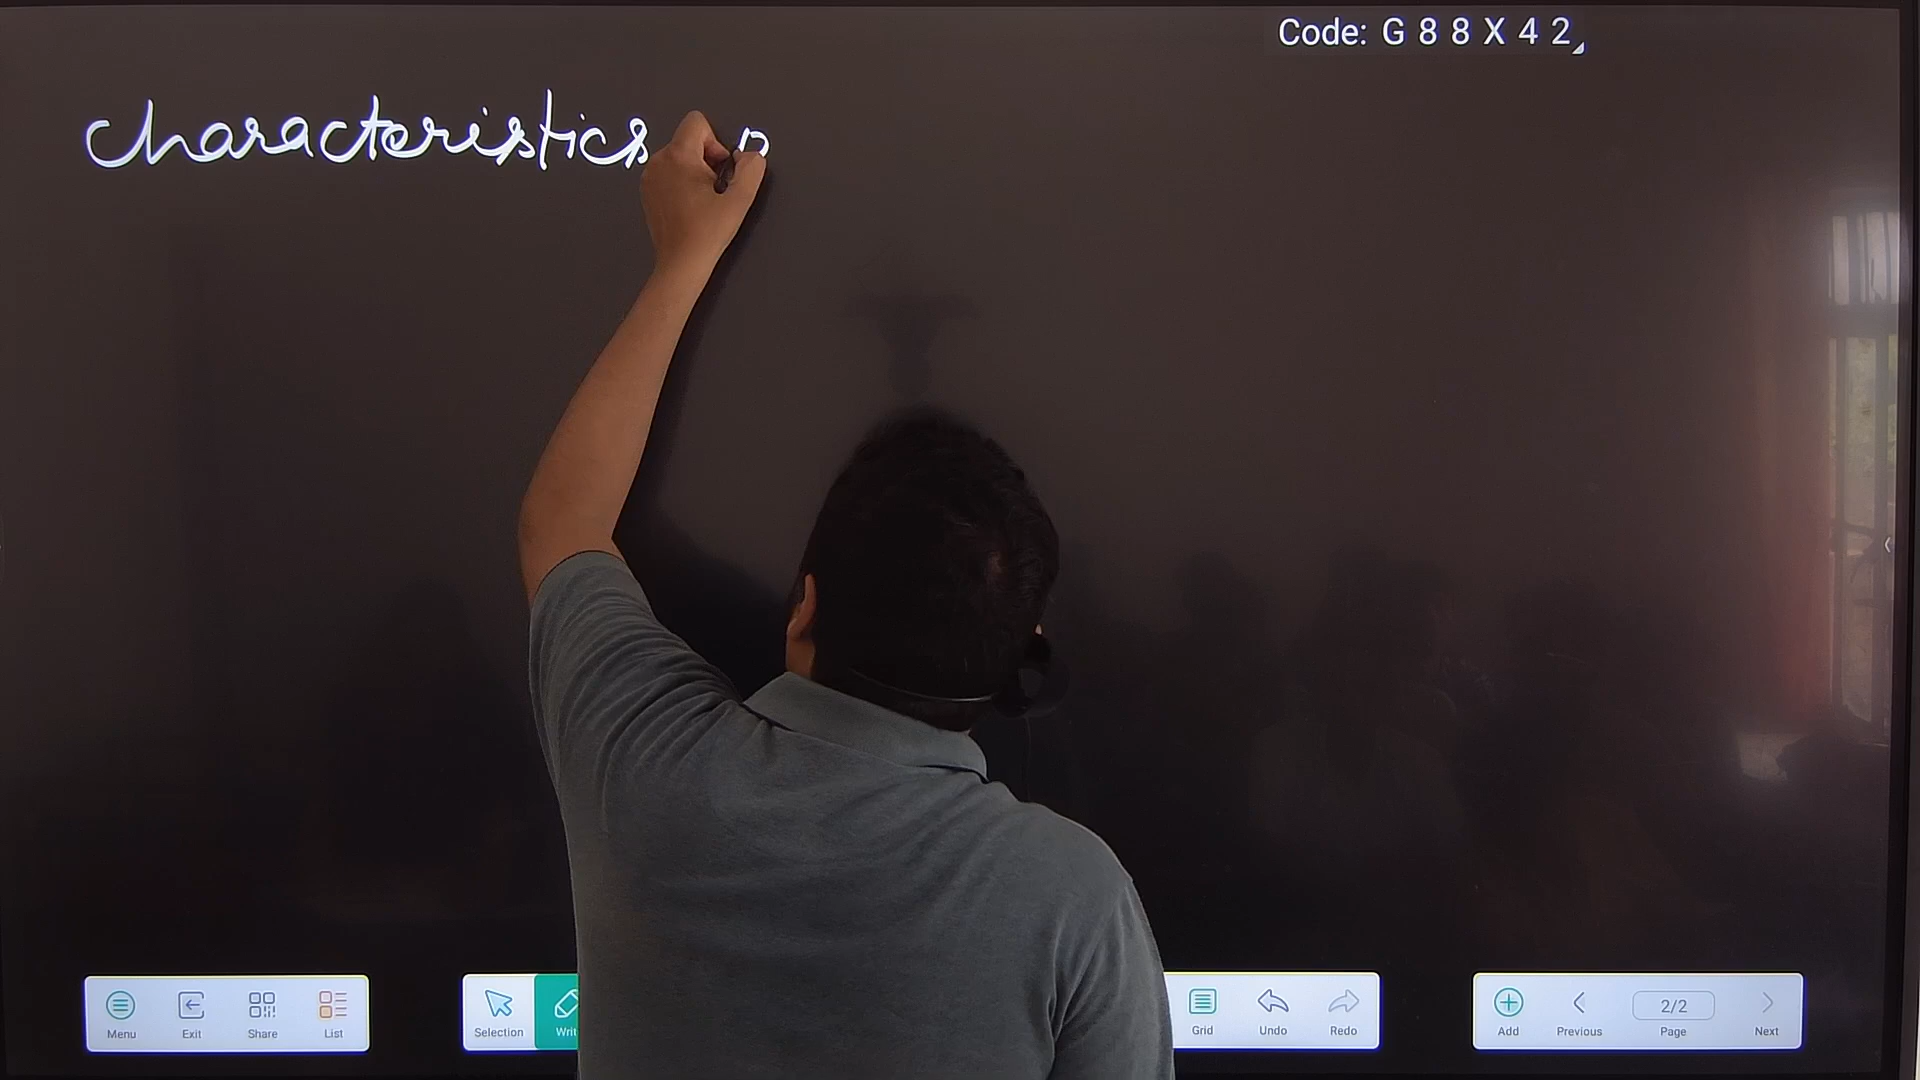 Code: G 8 8 X 4 2
Characteristics
Menu Exit Share List Selection Grid Undo Redo Add Previous 2/2 Page Next